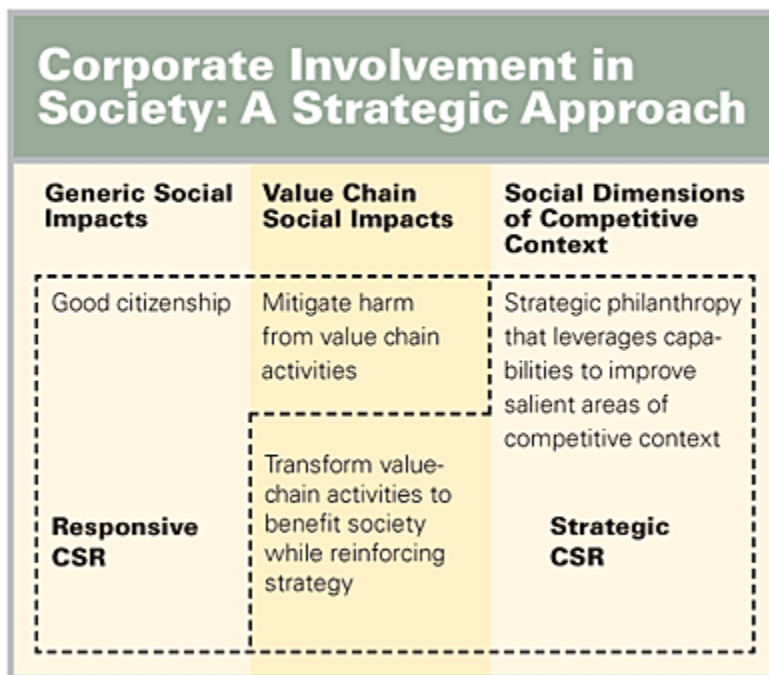 Corporate Involvement in
Society: A Strategic Approach
Generic Social
Impacts
Value Chain
Social Impacts
Social Dimensions
of Competitive
Context
Good citizenship
Mitigate harm
from value chain
activities
Strategic philanthropy
that leverages capa-
bilities to improve
salient areas of
competitive context
Transform value-
chain activities to
benefit society
while reinforcing
strategy
Responsive
CSR
Strategic
CSR